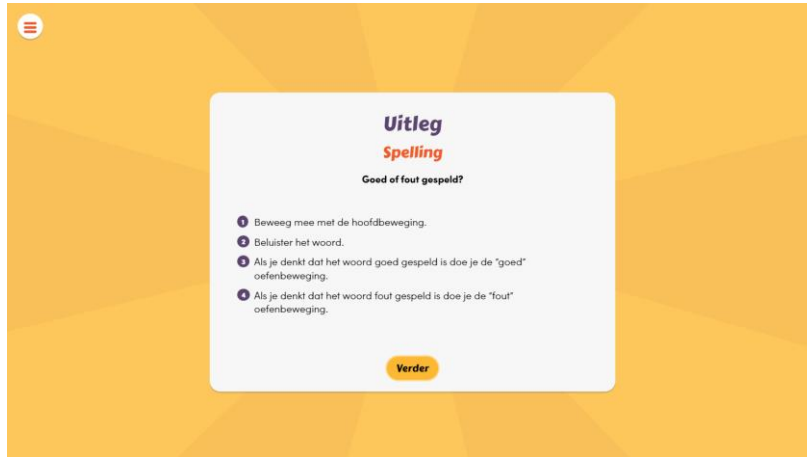 Uitleg
Spelling
Goed of fout gespeld?
1 Beweeg mee met de hoofdbeweging.
2 Beluister het woord.
3 Als je denkt dat het woord goed gespeld is doe je de "goed"
oefenbeweging.
4 Als je denkt dat het woord fout gespeld is doe je de "fout"
oefenbeweging.
Verder